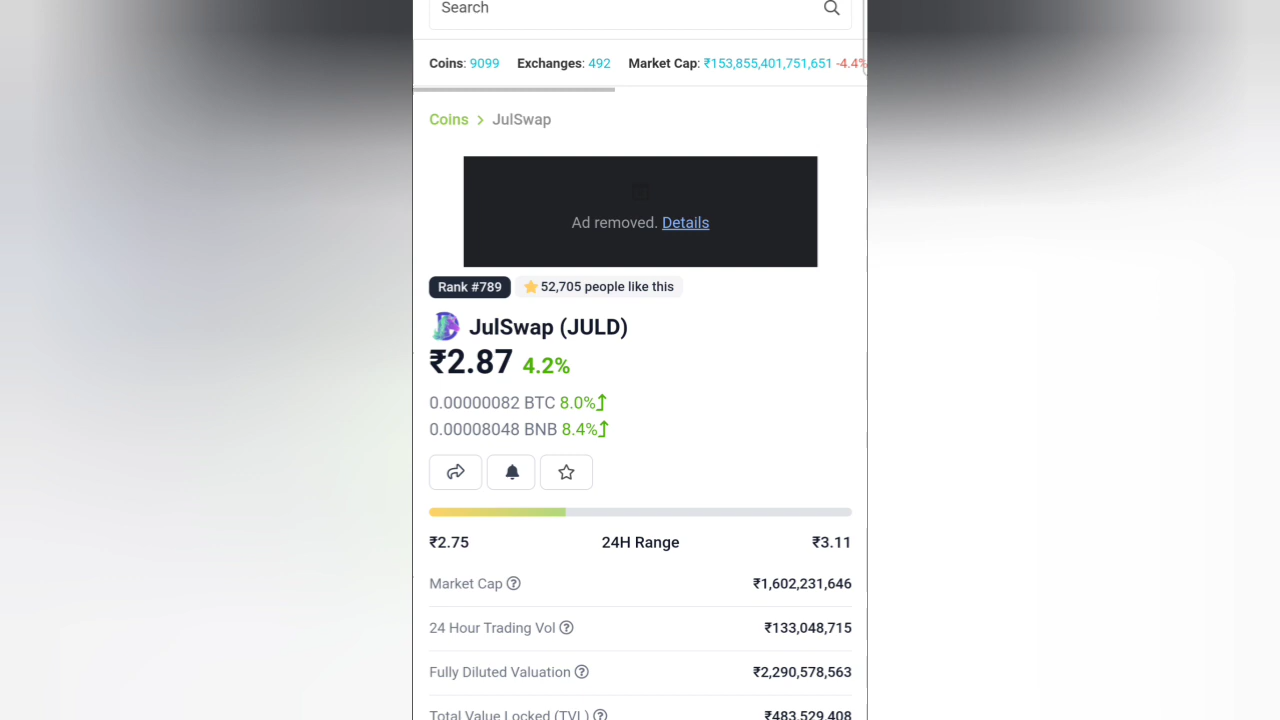 Search
Coins: 9099 Exchanges: 492 Market Cap: ₹153,855,401,751,651 -4.4%
Coins > JulSwap
Ad removed. Details
Rank #789 52,705 people like this
JulSwap (JULD)
₹2.87 4.2%
0.00000082 BTC 8.0%
0.00008048 BNB 8.4%
₹2.75 24H Range ₹3.11
Market Cap ₹1,602,231,646
24 Hour Trading Vol ₹133,048,715
Fully Diluted Valuation ₹2,290,578,563
Total Value Locked (TVL) ₹483,529,408